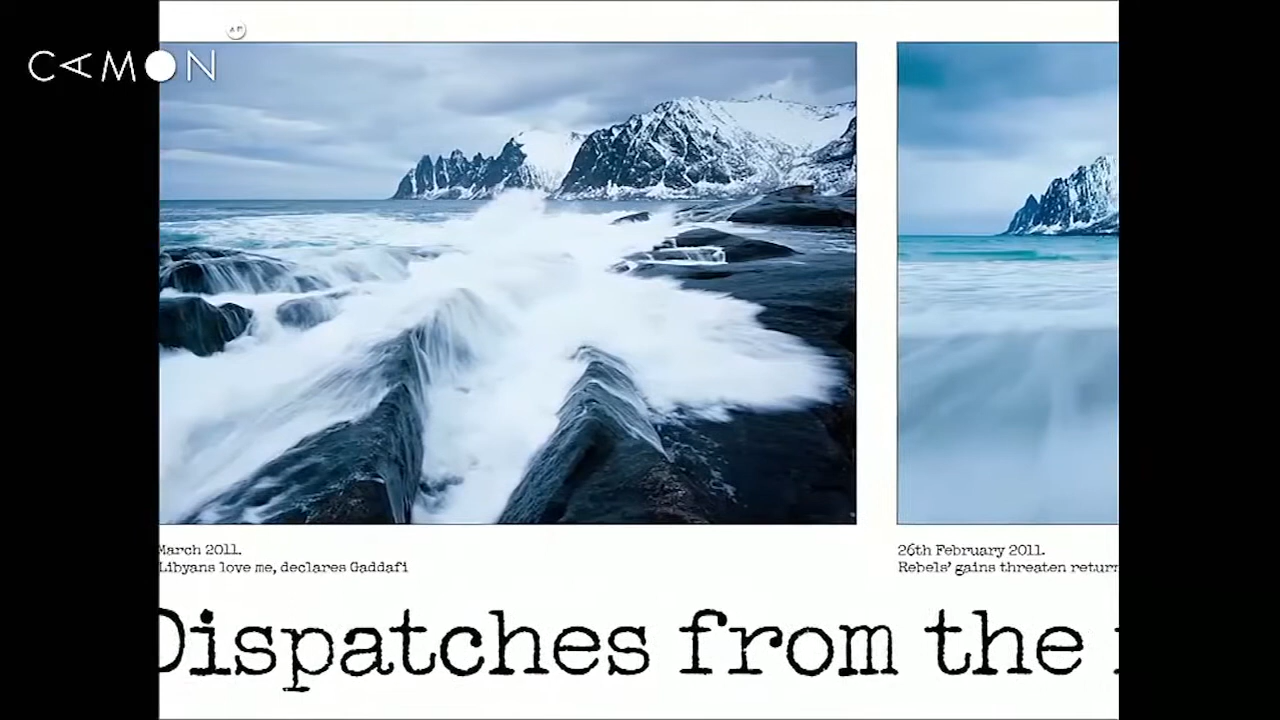 CAMON
March 2011.
Libyans love me, declares Gaddafi
26th February 2011.
Rebels' gains threaten return
Dispatches from the